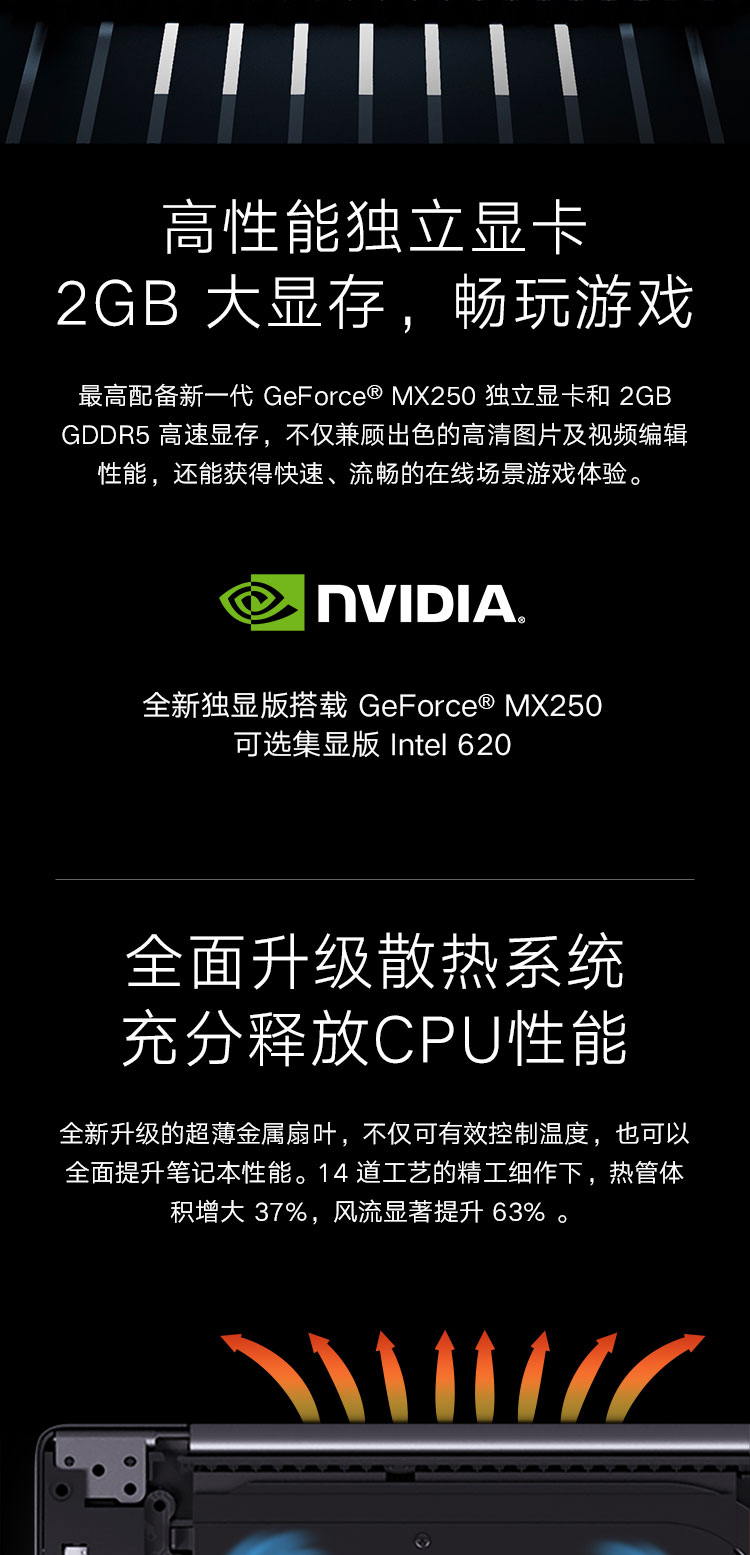 高性能独立显卡
2GB 大显存，畅玩游戏
最高配备新一代 GeForce® MX250 独立显卡和 2GB
GDDR5 高速显存，不仅兼顾出色的高清图片及视频编辑
性能，还能获得快速、流畅的在线场景游戏体验。
NVIDIA®
全新独显版搭载 GeForce® MX250
可选集显版 Intel 620
全面升级散热系统
充分释放CPU性能
全新升级的超薄金属扇叶，不仅可有效控制温度，也可以
全面提升笔记本性能。14 道工艺的精工细作下，热管体
积增大 37%，风流显著提升 63% 。